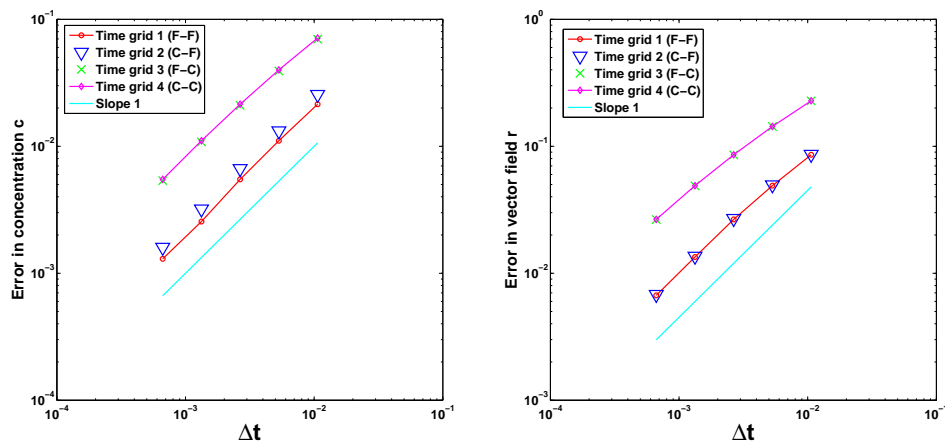 10⁻¹
10⁻²
10⁻³
10⁻⁴
Error in concentration c
Time grid 1 (F−F)
Time grid 2 (C−F)
Time grid 3 (F−C)
Time grid 4 (C−C)
Slope 1
10⁻⁴
10⁻³
10⁻²
10⁻¹
Δt
10⁰
10⁻¹
10⁻²
10⁻³
Error in vector field r
Time grid 1 (F−F)
Time grid 2 (C−F)
Time grid 3 (F−C)
Time grid 4 (C−C)
Slope 1
10⁻⁴
10⁻³
10⁻²
10⁻¹
Δt